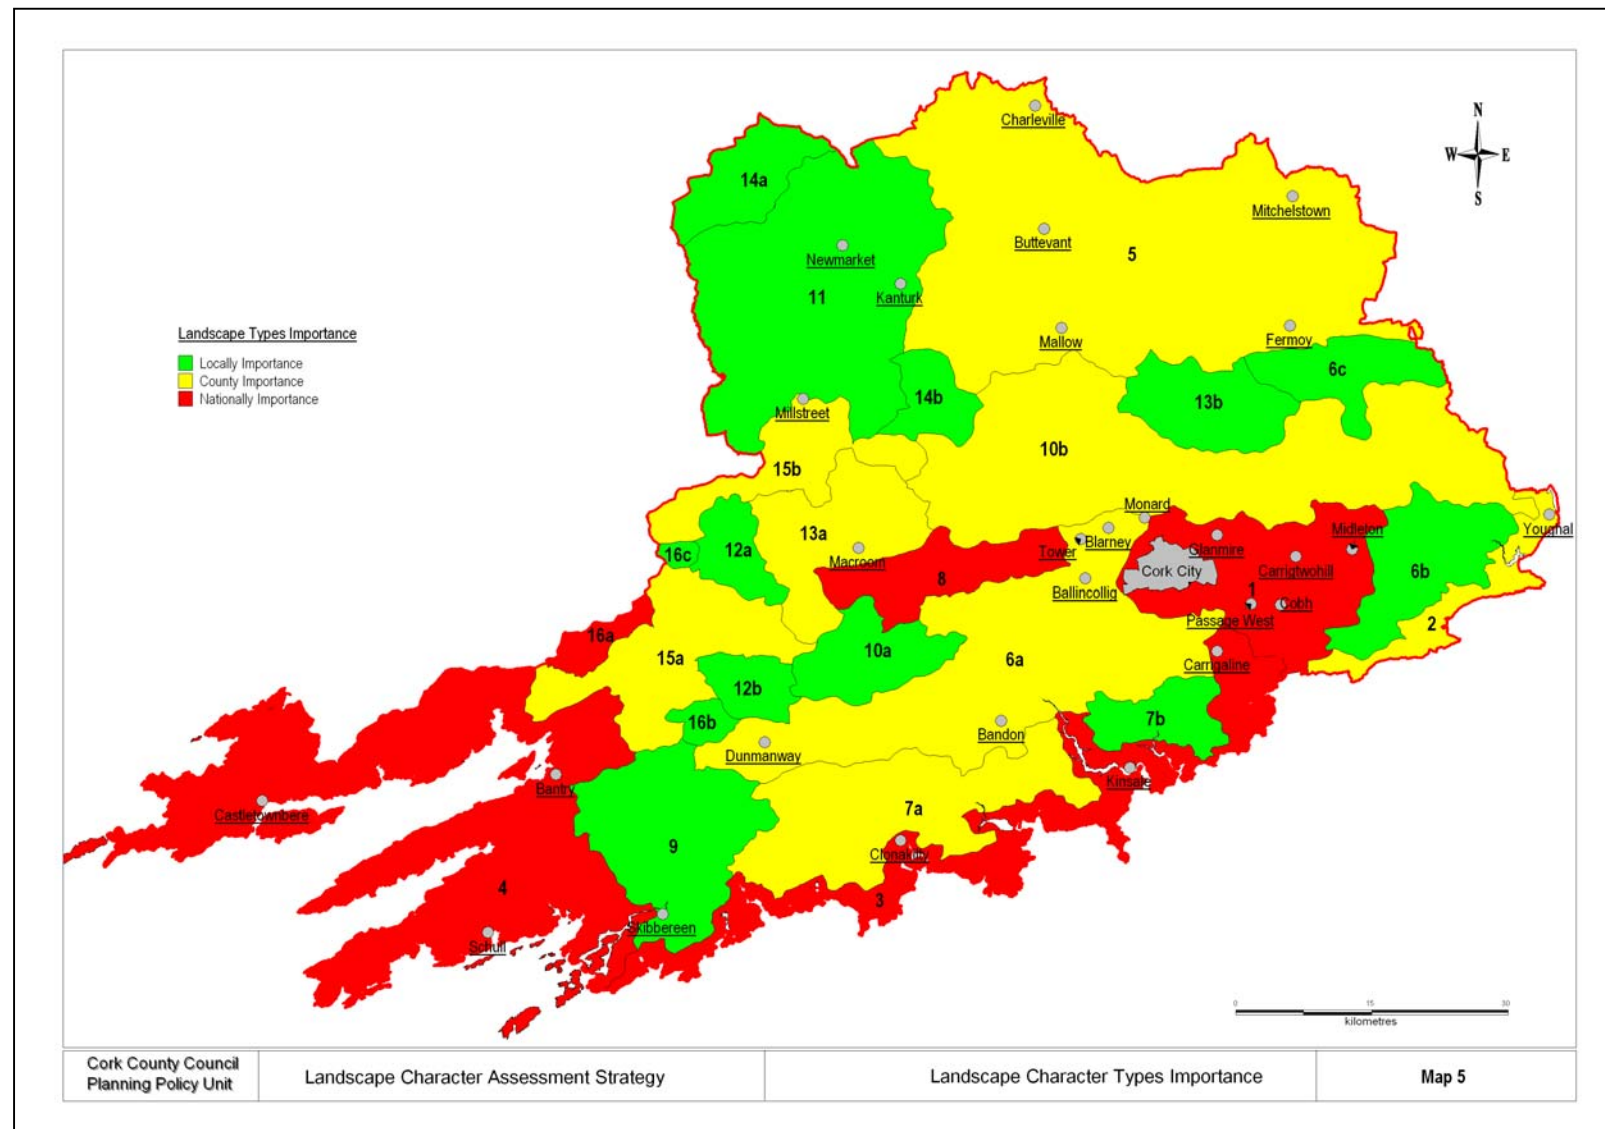 Charleville
N
W E
S
14a
Mitchelstown
Buttevant
5
Newmarket
11
Kanturk
Landscape Types Importance
Locally Importance
County Importance
Nationally Importance
Mallow
Fermoy
6c
14b
13b
Millstreet
10b
15b
Monard
13a
Midleton
Youghal
Blarney
Tower
Glanmire
12a
16c
Macroom
Cork City
Carrigtwohill
8
6b
Ballincollig
1
Cobh
Passage West
2
16a
10a
15a
6a
Carrigaline
12b
16b
7b
Bandon
Dunmanway
Kinsale
Bantry
Castletownbere
7a
9
Clonakilty
4
3
Skibbereen
Schull
0 15 30
kilometres
Cork County Council
Planning Policy Unit
Landscape Character Assessment Strategy
Landscape Character Types Importance
Map 5